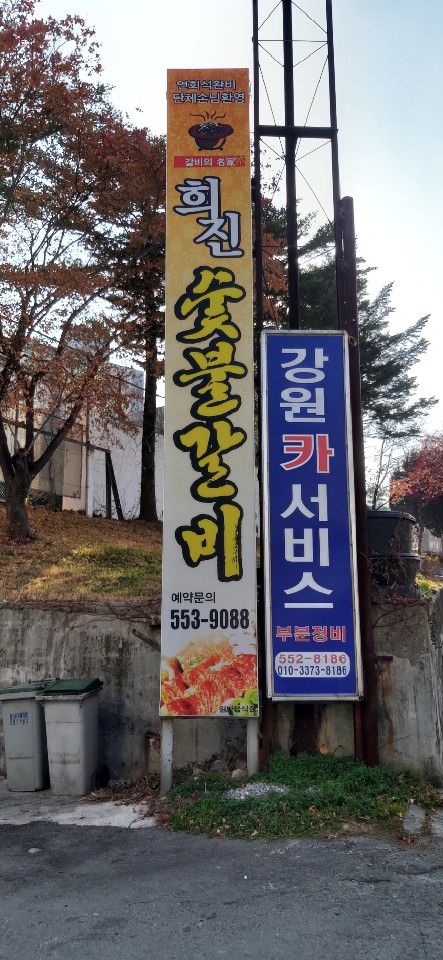 연회석완비
단체손님환영
갈비의 名家
희진
숯불갈비
예약문의
553-9088
강원
카
서비스
부분정비
552-8186
010-3373-8186